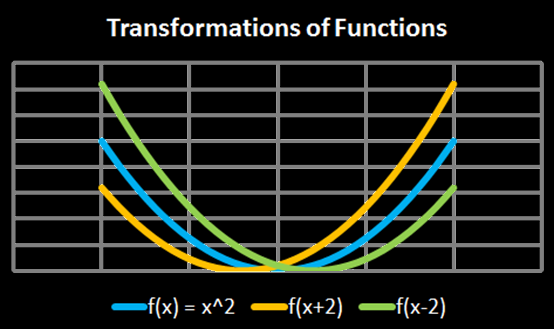 Transformations of Functions
f(x) = x^2 f(x+2) f(x-2)